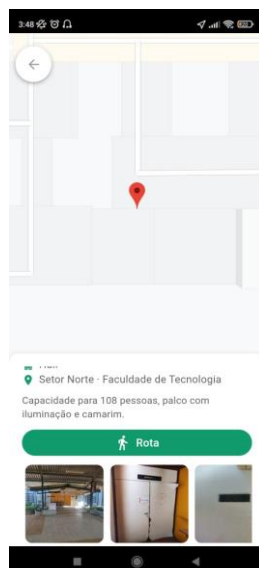 3:48
Setor Norte · Faculdade de Tecnologia
Capacidade para 108 pessoas, palco com
iluminação e camarim.
Rota